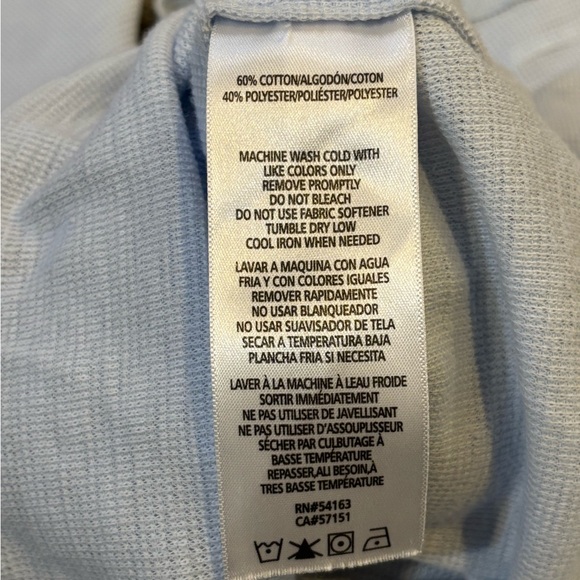 60% COTTON/ALGODÓN/COTON
40% POLYESTER/POLIÉSTER/POLYESTER
MACHINE WASH COLD WITH
LIKE COLORS ONLY
REMOVE PROMPTLY
DO NOT BLEACH
DO NOT USE FABRIC SOFTENER
TUMBLE DRY LOW
COOL IRON WHEN NEEDED
LAVAR A MAQUINA CON AGUA
FRIA Y CON COLORES IGUALES
REMOVER RAPIDAMENTE
NO USAR BLANQUEADOR
NO USAR SUAVISADOR DE TELA
SECAR A TEMPERATURA BAJA
PLANCHA FRIA SI NECESITA
LAVER À LA MACHINE À LEAU FROIDE
SORTIR IMMÉDIATEMENT
NE PAS UTILISER DE JAVELLISANT
NE PAS UTILISER D'ASSOUPLISSEUR
SÉCHER PAR CULBUTAGE À
BASSE TEMPÉRATURE
REPASSER,ALI BESOIN,À
TRES BASSE TEMPÉRATURE
RN#54163
CA#57151